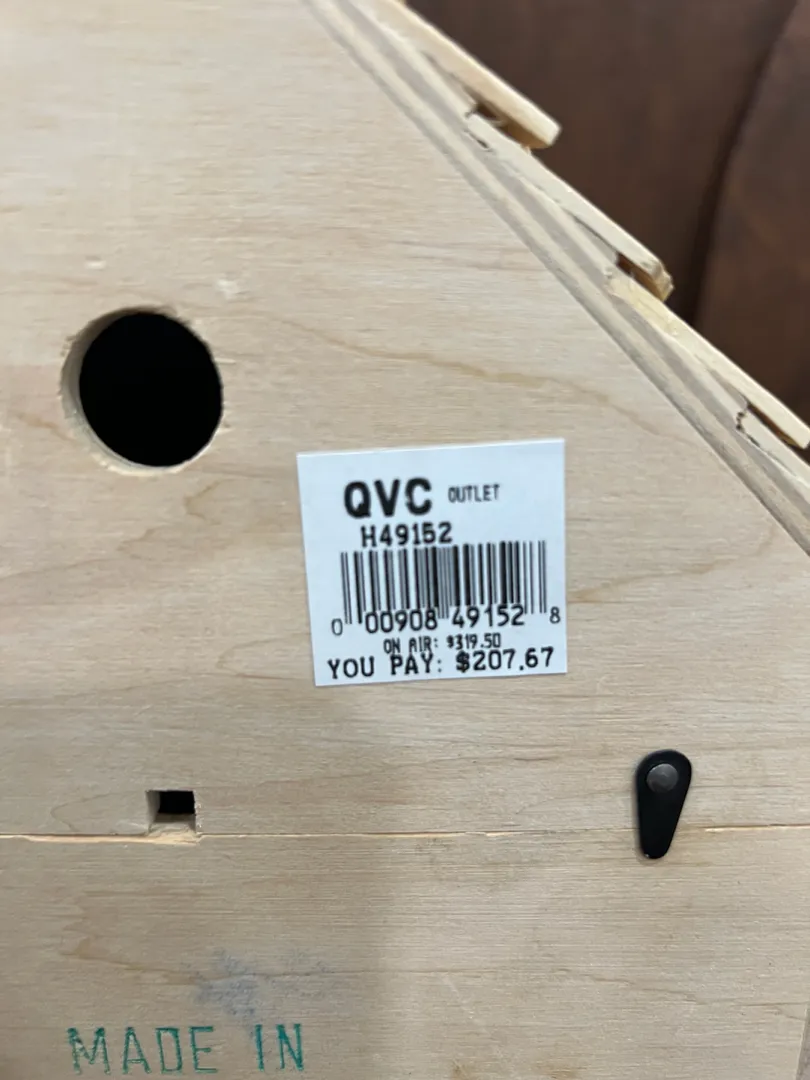 QVC OUTLET
H49152
0 00908 49152 8
ON AIR: $319.50
YOU PAY: $207.67
MADE IN